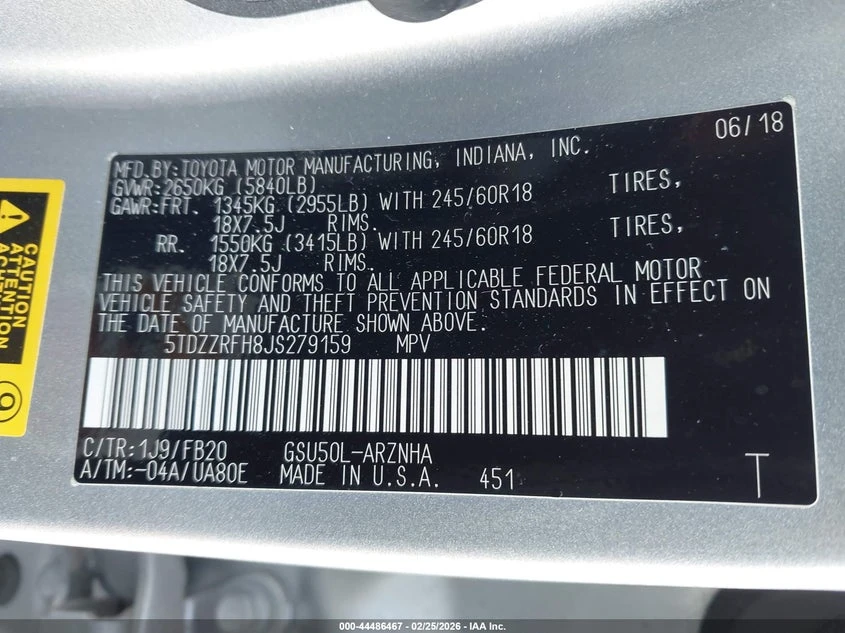 06/18
MFD.BY:TOYOTA MOTOR MANUFACTURING, INDIANA, INC.
GVWR:2650KG (5840LB)
GAWR:FRT. 1345KG (2955LB) WITH 245/60R18 TIRES,
18X7.5J RIMS.
RR. 1550KG (3415LB) WITH 245/60R18 TIRES,
18X7.5J RIMS.
THIS VEHICLE CONFORMS TO ALL APPLICABLE FEDERAL MOTOR
VEHICLE SAFETY AND THEFT PREVENTION STANDARDS IN EFFECT ON
THE DATE OF MANUFACTURE SHOWN ABOVE.
5TDZZRFH8JS279159 MPV
C/TR:1J9/FB20 GSU50L-ARZNHA
A/TM:-04A/UA80E MADE IN U.S.A. 451 T
CAUTION
ATTENTION
000-44486467 - 02/25/2026 - IAA Inc.